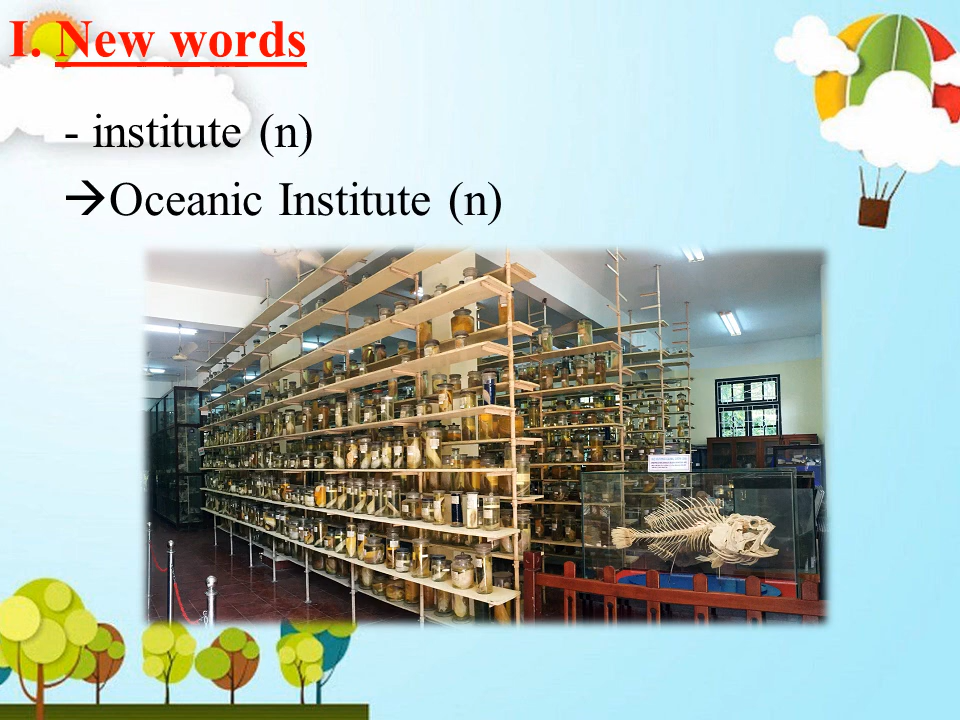 I. New words
- institute (n)
→Oceanic Institute (n)